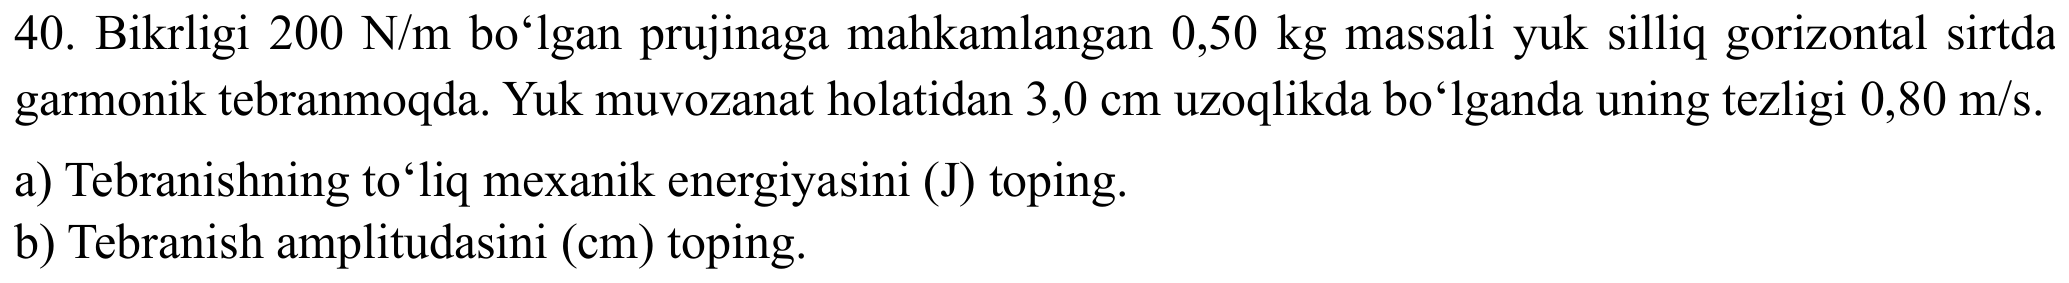 40. Bikrligi 200 N/m bo‘lgan prujinaga mahkamlangan 0,50 kg massali yuk silliq gorizontal sirtda
garmonik tebranmoqda. Yuk muvozanat holatidan 3,0 cm uzoqlikda bo‘lganda uning tezligi 0,80 m/s.
a) Tebranishning to‘liq mexanik energiyasini (J) toping.
b) Tebranish amplitudasini (cm) toping.